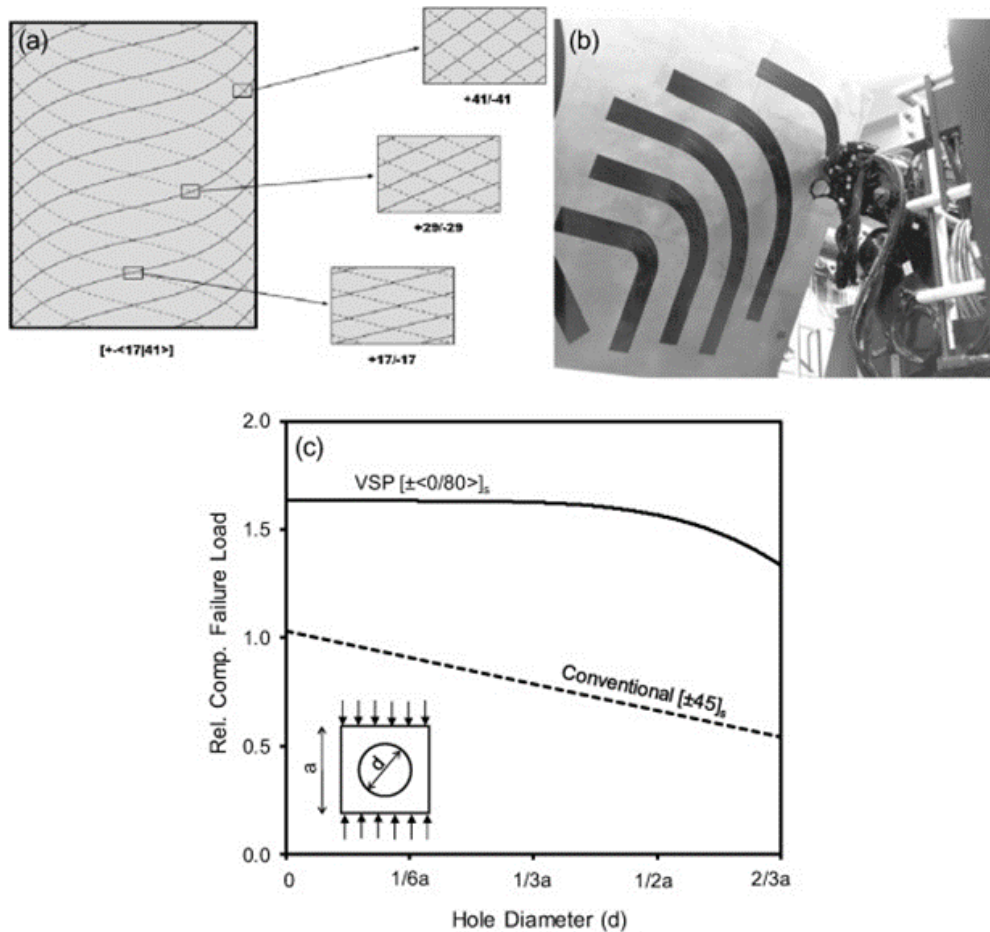 (a)
+41/-41
+29/-29
+17/-17
[+-<17|41>]
(b)
(c)
2.0
1.5
1.0
0.5
0.0
Rel. Comp. Failure Load
VSP [±<0/80>]s
Conventional [±45]s
a
d
0
1/6a
1/3a
1/2a
2/3a
Hole Diameter (d)